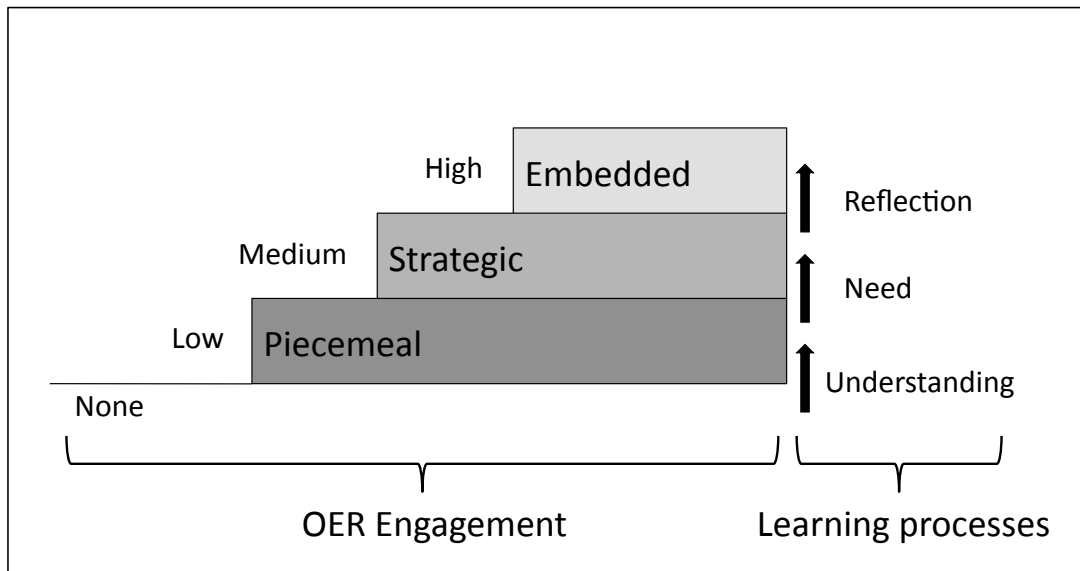 High
Embedded
Reflection
Medium
Strategic
Need
Low
Piecemeal
Understanding
None
OER Engagement
Learning processes